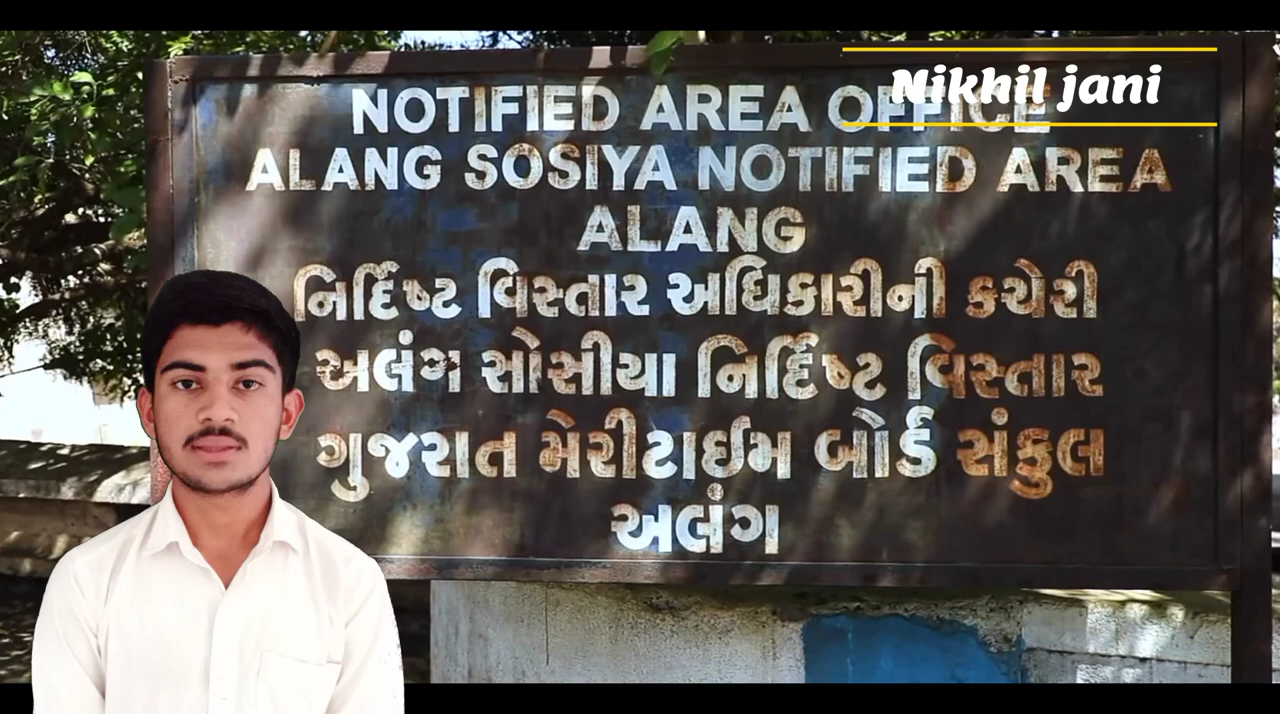 Nikhil jani
NOTIFIED AREA OFFICE
ALANG SOSIYA NOTIFIED AREA
ALANG
નિર્દિષ્ટ વિસ્તાર અધિકારીની કચેરી
અલંગ સોસીયા નિર્દિષ્ટ વિસ્તાર
ગુજરાત મેરીટાઈમ બોર્ડ સંકુલ
અલંગ